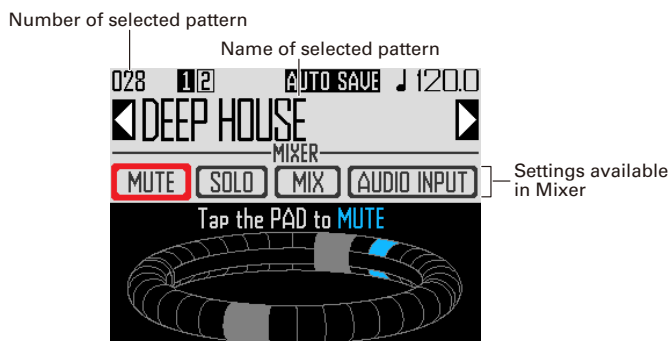 Number of selected pattern
Name of selected pattern
028 1 2 AUTO SAVE ♩120.0
DEEP HOUSE
MIXER
MUTE SOLO MIX AUDIO INPUT
Settings available
in Mixer
Tap the PAD to MUTE